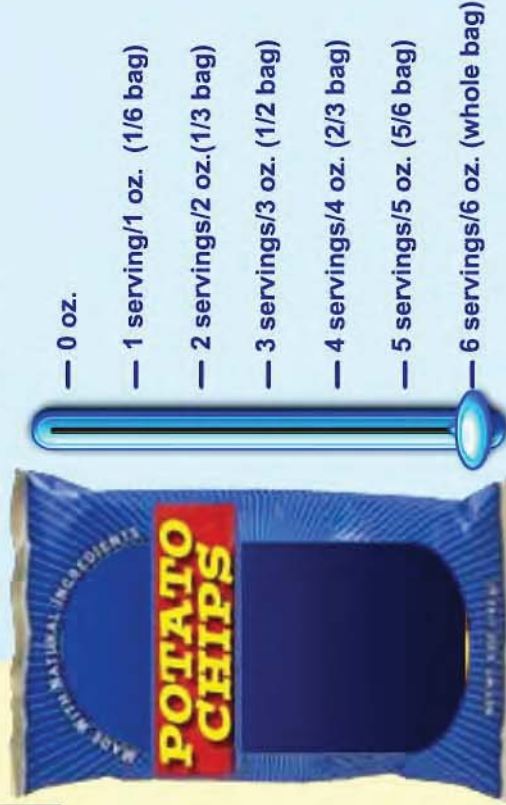 MADE WITH NATURAL INGREDIENTS
POTATO
CHIPS
0 oz.
1 serving/1 oz. (1/6 bag)
2 servings/2 oz.(1/3 bag)
3 servings/3 oz. (1/2 bag)
4 servings/4 oz. (2/3 bag)
5 servings/5 oz. (5/6 bag)
6 servings/6 oz. (whole bag)